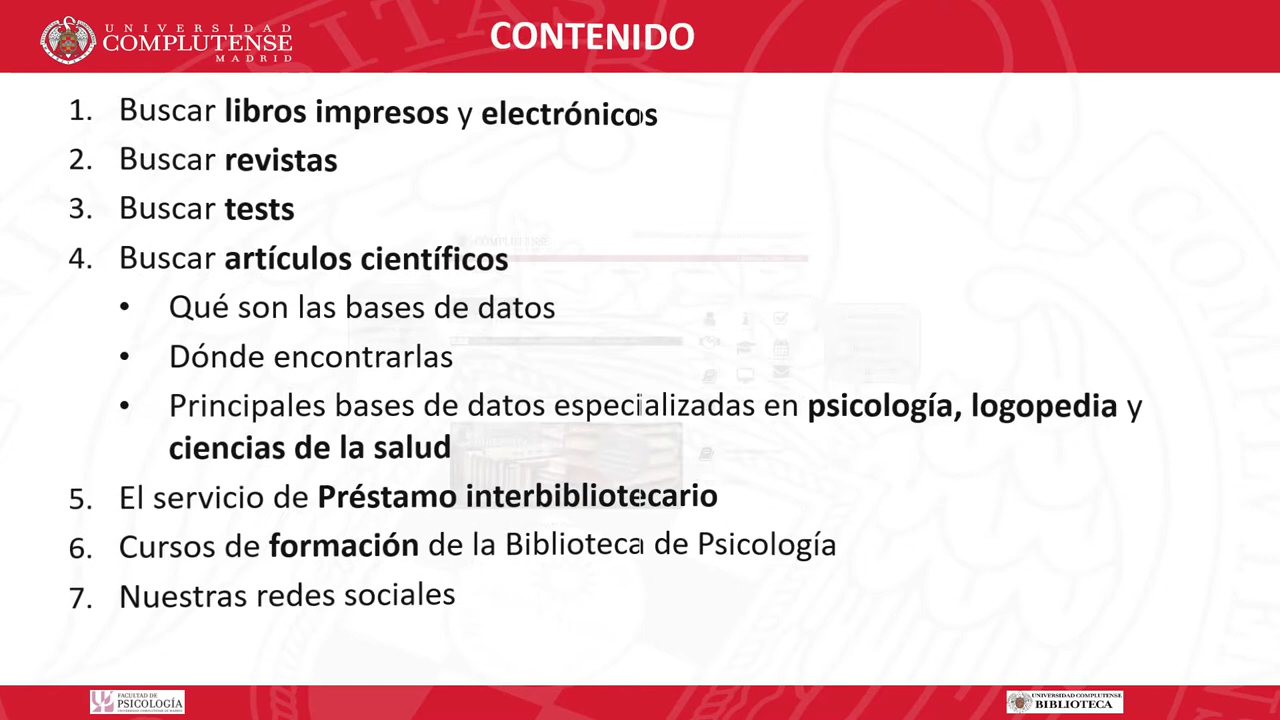 UNIVERSIDAD
COMPLUTENSE
MADRID
CONTENIDO
1. Buscar libros impresos y electrónicos
2. Buscar revistas
3. Buscar tests
4. Buscar artículos científicos
• Qué son las bases de datos
• Dónde encontrarlas
• Principales bases de datos especializadas en psicología, logopedia y
ciencias de la salud
5. El servicio de Préstamo interbibliotecario
6. Cursos de formación de la Biblioteca de Psicología
7. Nuestras redes sociales
FACULTAD DE
PSICOLOGÍA
UNIVERSIDAD COMPLUTENSE
BIBLIOTECA